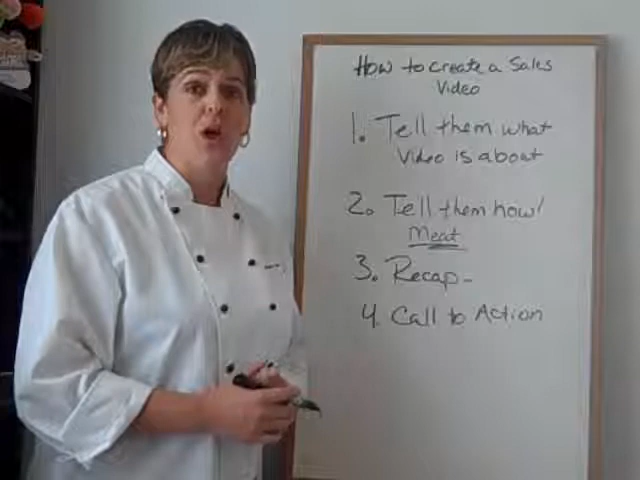 How to create a Sales
Video
1. Tell them what
Video is about
2. Tell them how/
Meat
3. Recap-
4. Call to Action